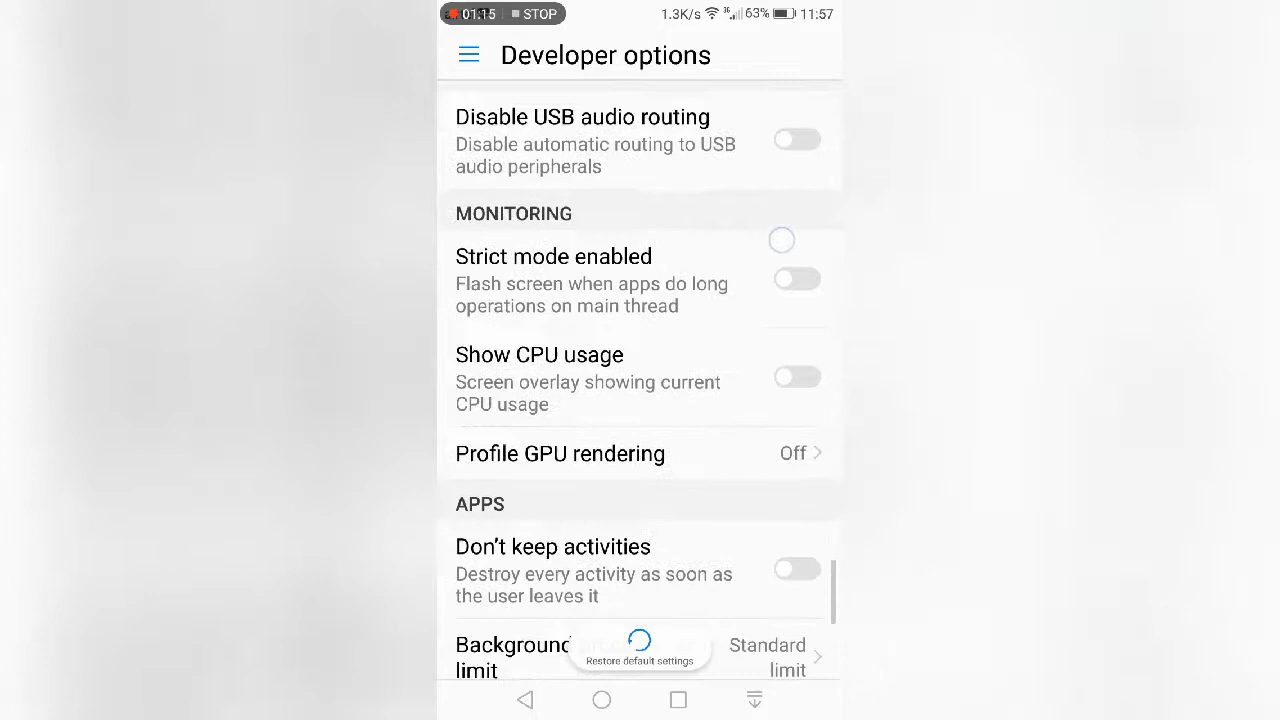 01:15 STOP 1.3K/s 63% 11:57
Developer options
Disable USB audio routing
Disable automatic routing to USB
audio peripherals
MONITORING
Strict mode enabled
Flash screen when apps do long
operations on main thread
Show CPU usage
Screen overlay showing current
CPU usage
Profile GPU rendering Off
APPS
Don't keep activities
Destroy every activity as soon as
the user leaves it
Background Standard
limit limit
Restore default settings